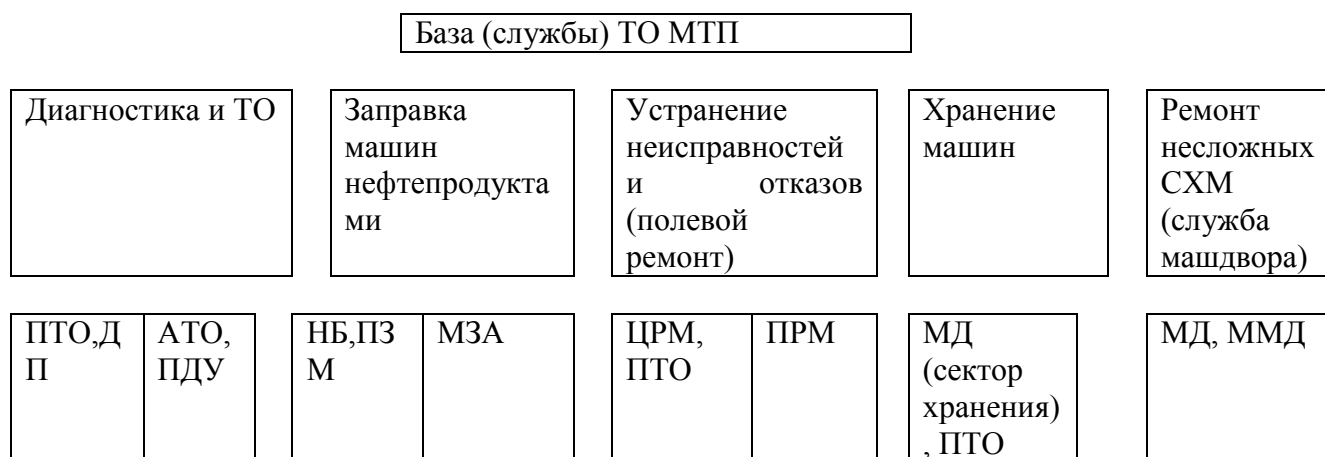 База (службы) ТО МТП
Диагностика и ТО
Заправка
машин
нефтепродукта
ми
Устранение
неисправностей
и отказов
(полевой
ремонт)
Хранение
машин
Ремонт
несложных
СХМ
(служба
машдвора)
ПТО,Д
П
АТО,
ПДУ
НБ,ПЗ
М
МЗА
ЦРМ,
ПТО
ПРМ
МД
(сектор
хранения)
, ПТО
МД, ММД